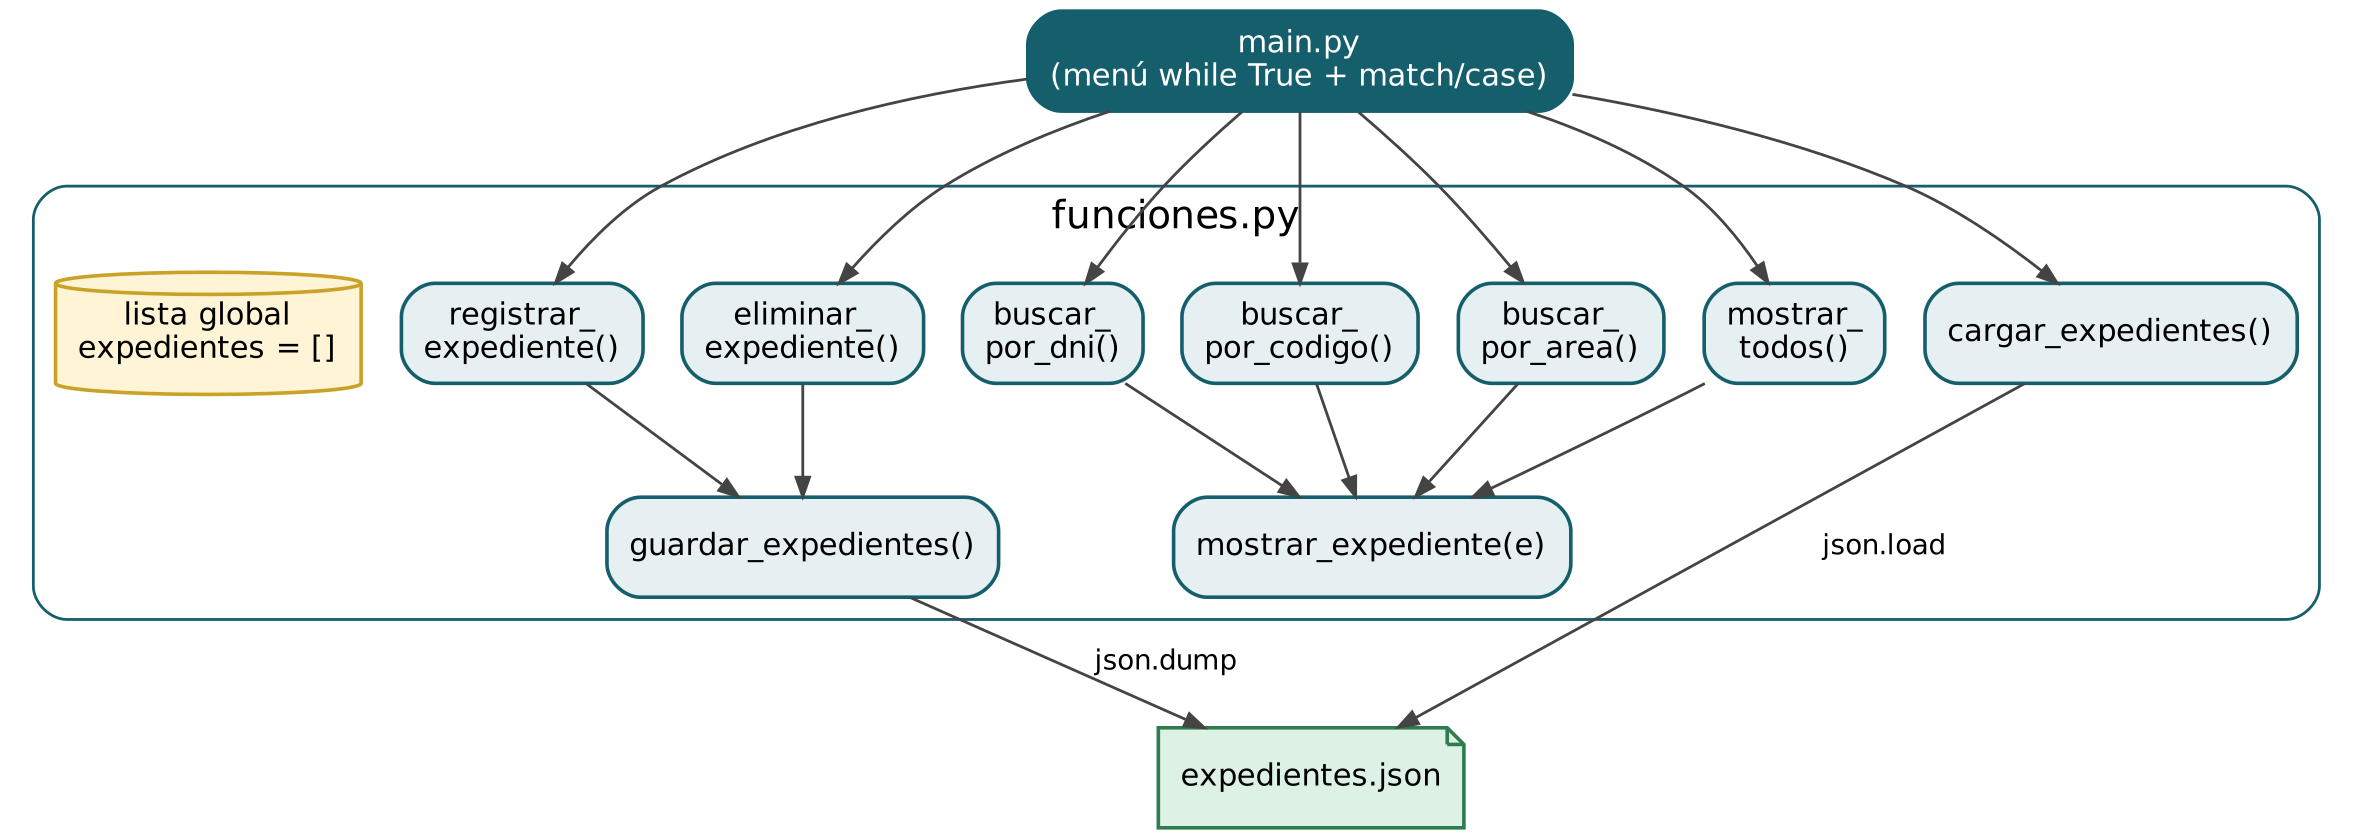 main.py
(menú while True + match/case)
funciones.py
lista global
expedientes = []
registrar_
expediente()
eliminar_
expediente()
buscar_
por_dni()
buscar_
por_codigo()
buscar_
por_area()
mostrar_
todos()
cargar_expedientes()
guardar_expedientes()
mostrar_expediente(e)
json.load
json.dump
expedientes.json